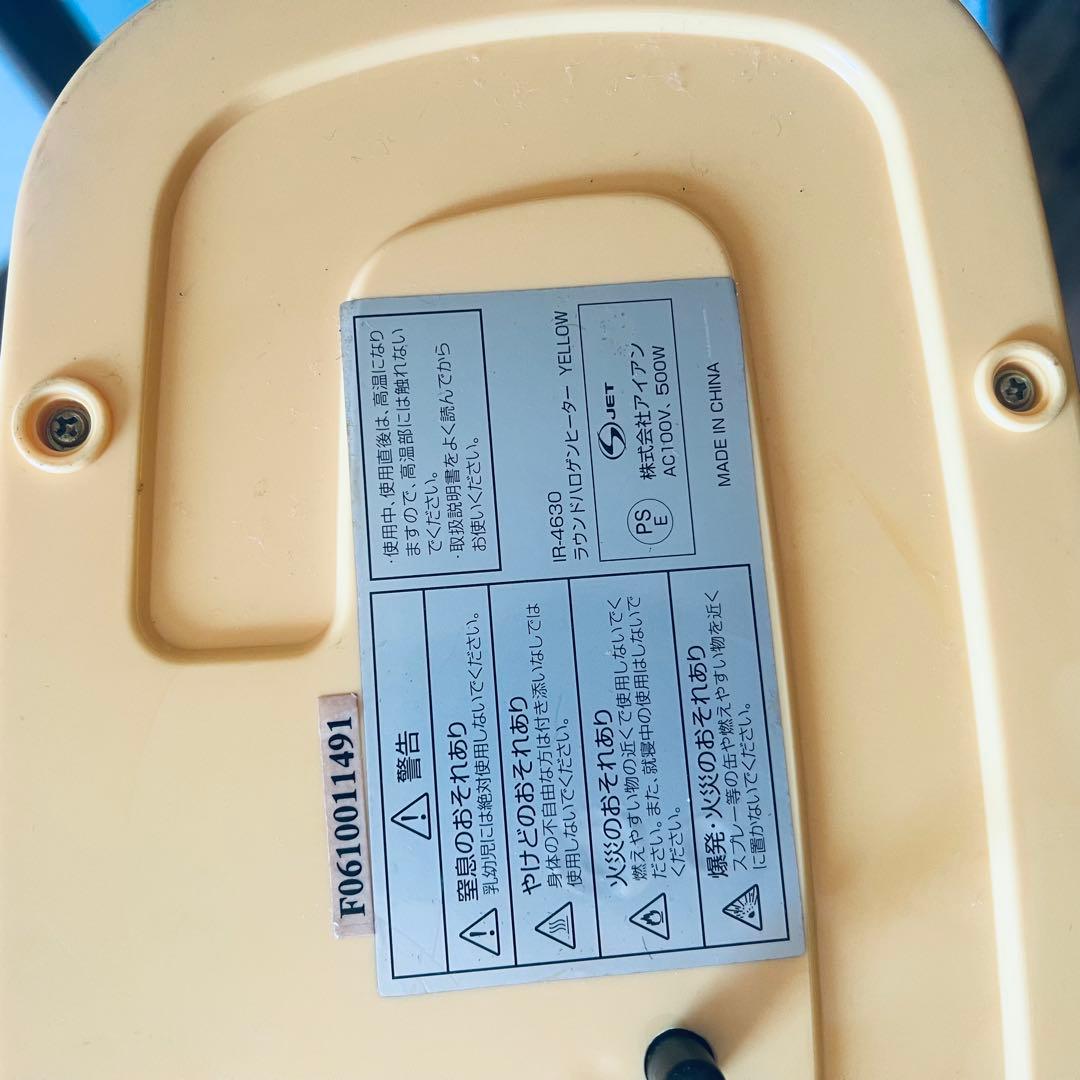 ・使用中、使用直後は、高温になり
ますので、高温部には触れない
でください。
・取扱説明書をよく読んでから
お使いください。
IR-4630
ラウンドハロゲンヒーター YELLOW
JET
PS
E
株式会社アイアン
AC100V、500W
MADE IN CHINA
警告
窒息のおそれあり
乳幼児には絶対使用しないでください。
やけどのおそれあり
身体の不自由な方は付き添いなしでは
使用しないでください。
火災のおそれあり
燃えやすい物の近くで使用しないでく
ださい。また、就寝中の使用はしないで
ください。
爆発・火災のおそれあり
スプレー等の缶や燃えやすい物を近く
に置かないでください。
F0610011491